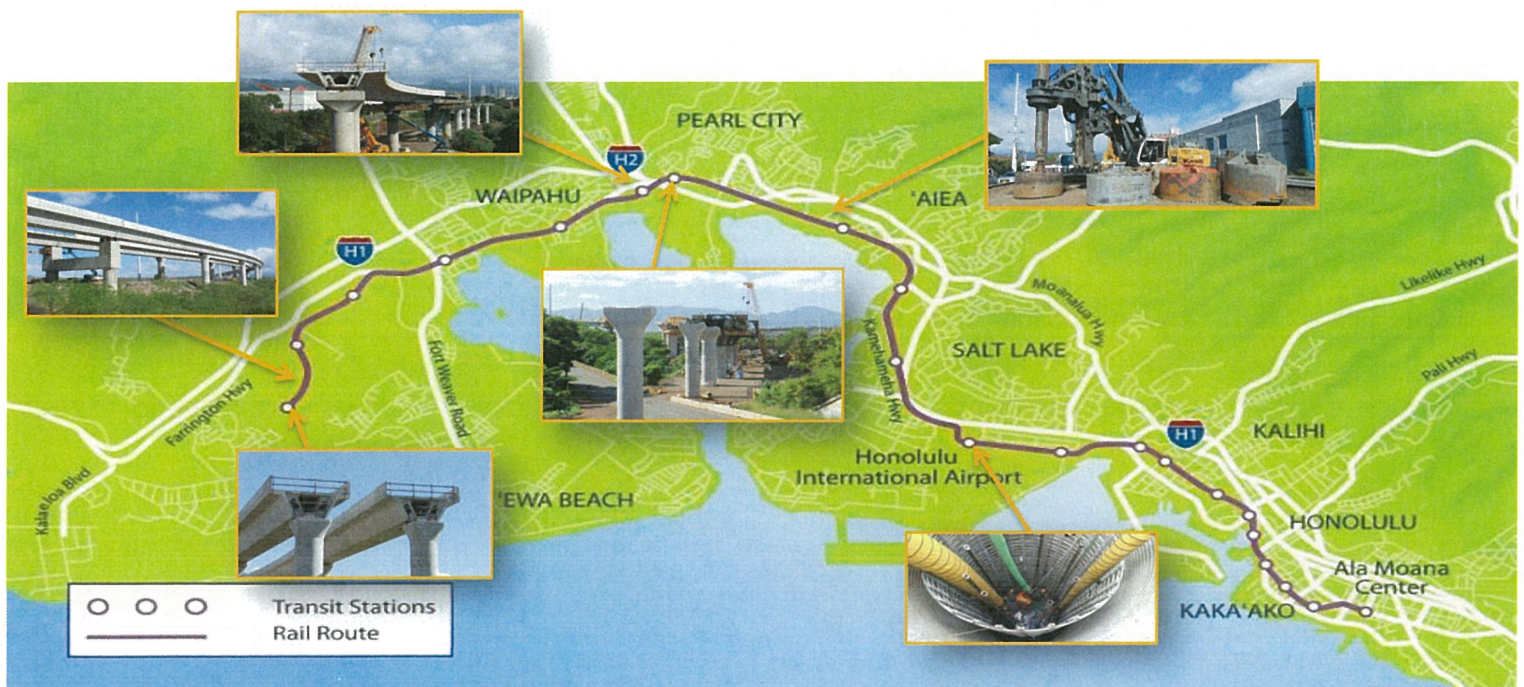 PEARL CITY
H2
WAIPAHU
'AIEA
H1
Moanalua Hwy
Likelike Hwy
SALT LAKE
Kamehameha Hwy
Pali Hwy
Fort Weaver Road
Farrington Hwy
H1
KALIHI
Honolulu
International Airport
Kalaeloa Blvd
'EWA BEACH
HONOLULU
Ala Moana
Center
KAKA'AKO
Transit Stations
Rail Route